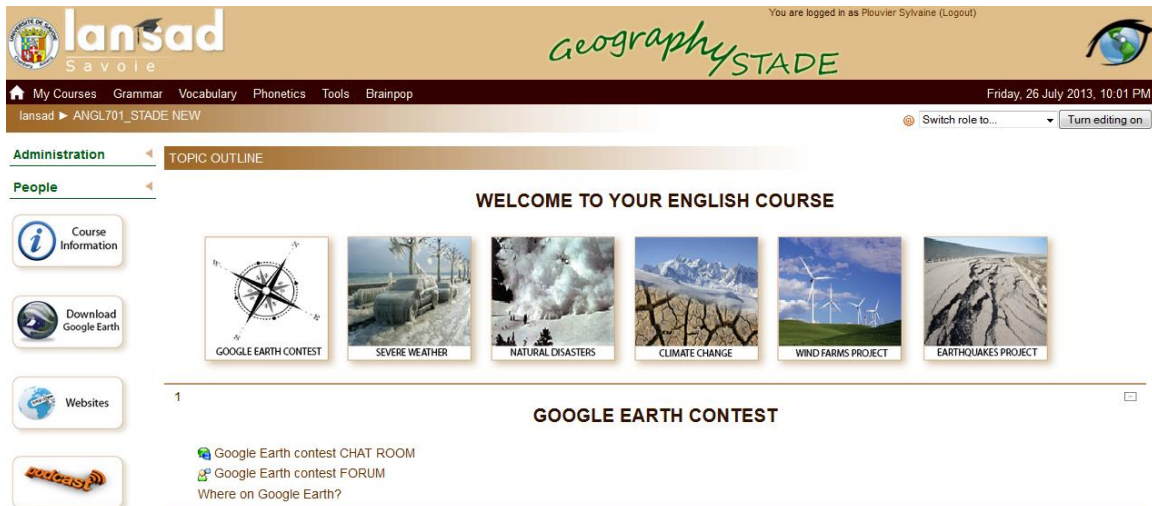 You are logged in as Plouvier Sylvaine (Logout)
lansad
Savoie
GeographySTADE
My Courses Grammar Vocabulary Phonetics Tools Brainpop
Friday, 26 July 2013, 10:01 PM
lansad ► ANGL701_STADE NEW
Switch role to...
Turn editing on
Administration
People
Course
Information
Download
Google Earth
Websites
podcast
TOPIC OUTLINE
WELCOME TO YOUR ENGLISH COURSE
GOOGLE EARTH CONTEST
SEVERE WEATHER
NATURAL DISASTERS
CLIMATE CHANGE
WIND FARMS PROJECT
EARTHQUAKES PROJECT
1
GOOGLE EARTH CONTEST
Google Earth contest CHAT ROOM
Google Earth contest FORUM
Where on Google Earth?